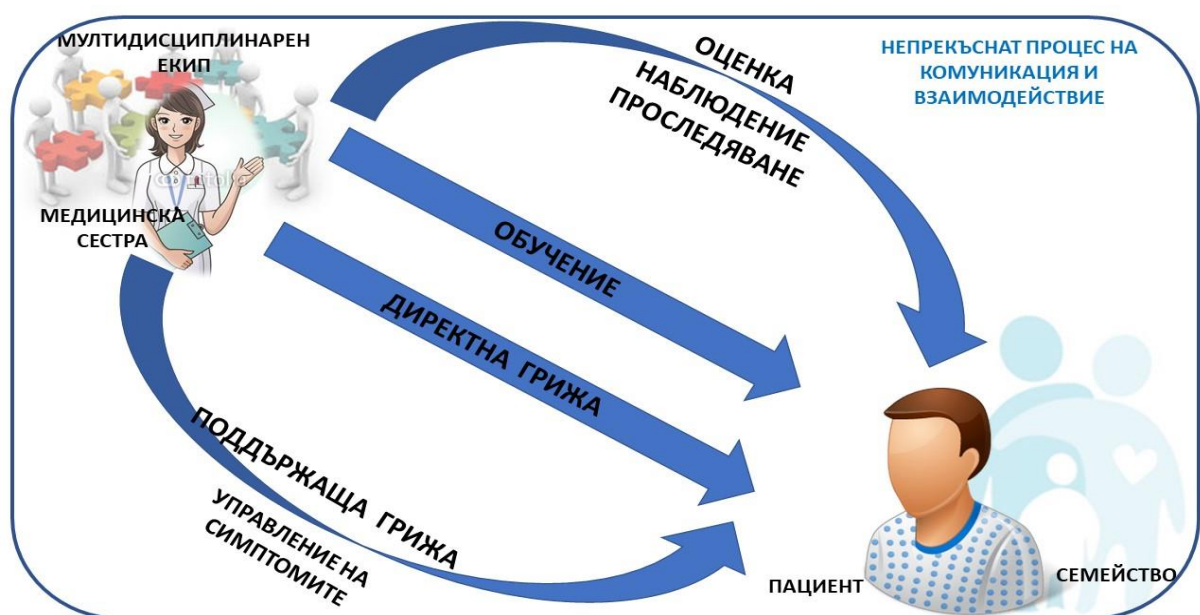 МУЛТИДИСЦИПЛИНАРЕН
ЕКИП
МЕДИЦИНСКА
СЕСТРА
ОЦЕНКА
НАБЛЮДЕНИЕ
ПРОСЛЕДЯВАНЕ
НЕПРЕКЪСНАТ ПРОЦЕС НА
КОМУНИКАЦИЯ И
ВЗАИМОДЕЙСТВИЕ
ОБУЧЕНИЕ
ДИРЕКТНА ГРИЖА
ПОДДЪРЖАЩА ГРИЖА
УПРАВЛЕНИЕ НА
СИМПТОМИТЕ
ПАЦИЕНТ
СЕМЕЙСТВО